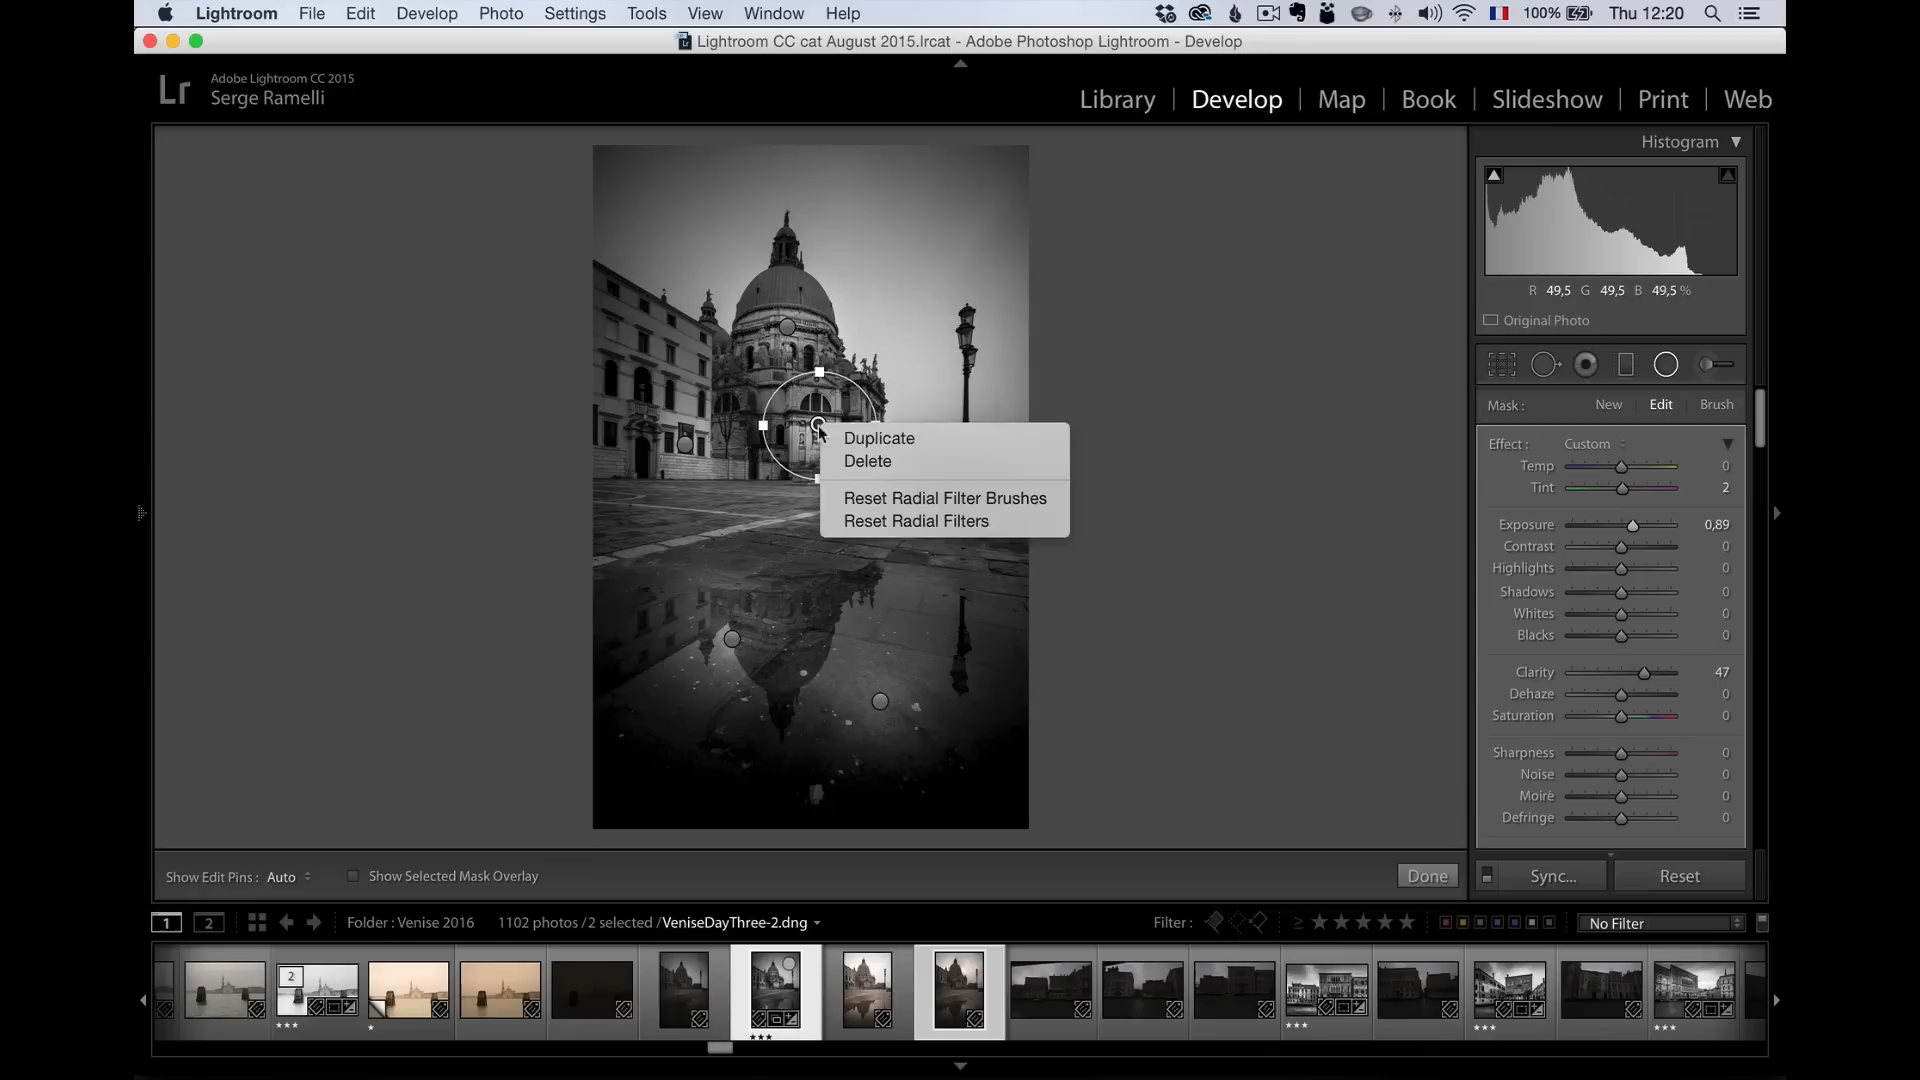 Lightroom File Edit Develop Photo Settings Tools View Window Help 100% Thu 12:20
Lightroom CC cat August 2015.lrcat - Adobe Photoshop Lightroom - Develop
Lr Adobe Lightroom CC 2015
Serge Ramelli
Library | Develop | Map | Book | Slideshow | Print | Web
Histogram
R 49,5 G 49,5 B 49,5 %
Original Photo
Mask : New Edit Brush
Effect : Custom
Temp 0
Tint 2
Exposure 0,89
Contrast 0
Highlights 0
Shadows 0
Whites 0
Blacks 0
Clarity 47
Dehaze 0
Saturation 0
Sharpness 0
Noise 0
Moiré 0
Defringe 0
Duplicate
Delete
Reset Radial Filter Brushes
Reset Radial Filters
Show Edit Pins : Auto Show Selected Mask Overlay Done Sync... Reset
1 2 Folder : Venise 2016 1102 photos /2 selected /VeniseDayThree-2.dng Filter : ≥ ★★★★★ No Filter
2